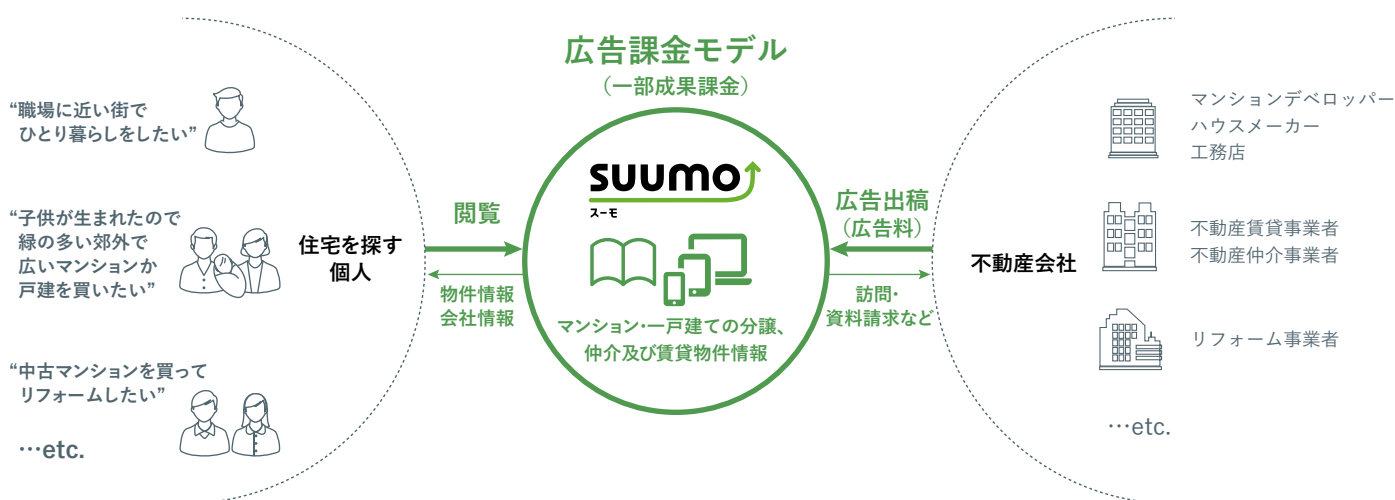 広告課金モデル
（一部成果課金）
“職場に近い街で
ひとり暮らしをしたい”
“子供が生まれたので
緑の多い郊外で
広いマンションか
戸建を買いたい”
“中古マンションを買って
リフォームしたい”
…etc.
住宅を探す
個人
閲覧
物件情報
会社情報
suumo
スーモ
マンション・一戸建ての分譲、
仲介及び賃貸物件情報
広告出稿
（広告料）
訪問・
資料請求など
不動産会社
マンションデベロッパー
ハウスメーカー
工務店
不動産賃貸事業者
不動産仲介事業者
リフォーム事業者
…etc.